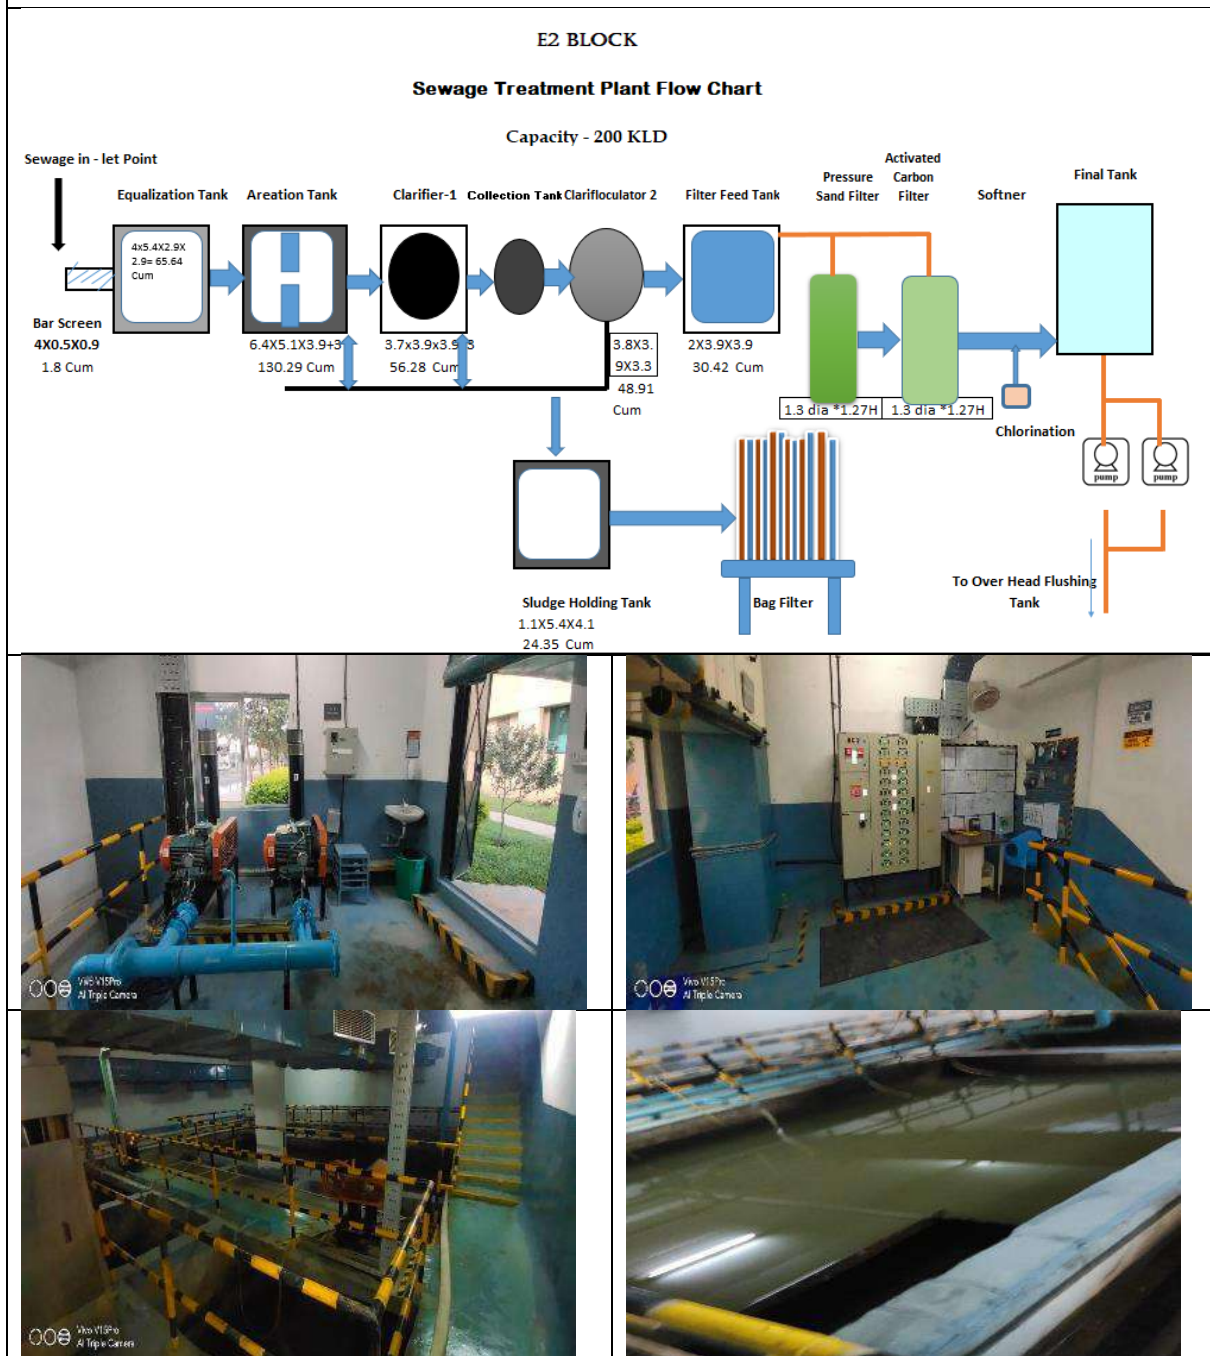 E2 BLOCK
Sewage Treatment Plant Flow Chart
Capacity - 200 KLD
Sewage in - let Point
Equalization Tank
Areation Tank
Clarifier-1
Collection Tank
Clarifloculator 2
Filter Feed Tank
Pressure
Sand Filter
Activated
Carbon
Filter
Softner
Final Tank
4x5.4X2.9X
2.9= 65.64
Cum
Bar Screen
4X0.5X0.9
1.8 Cum
6.4X5.1X3.9+3
130.29 Cum
3.7x3.9x3.9+3
56.28 Cum
3.8X3.
9X3.3
48.91
Cum
2X3.9X3.9
30.42 Cum
1.3 dia *1.27H
1.3 dia *1.27H
Chlorination
pump
pump
To Over Head Flushing
Tank
Sludge Holding Tank
1.1X5.4X4.1
24.35 Cum
Bag Filter
Vivo V15Pro
AI Triple Camera
Vivo V15Pro
AI Triple Camera
Vivo V15Pro
AI Triple Camera